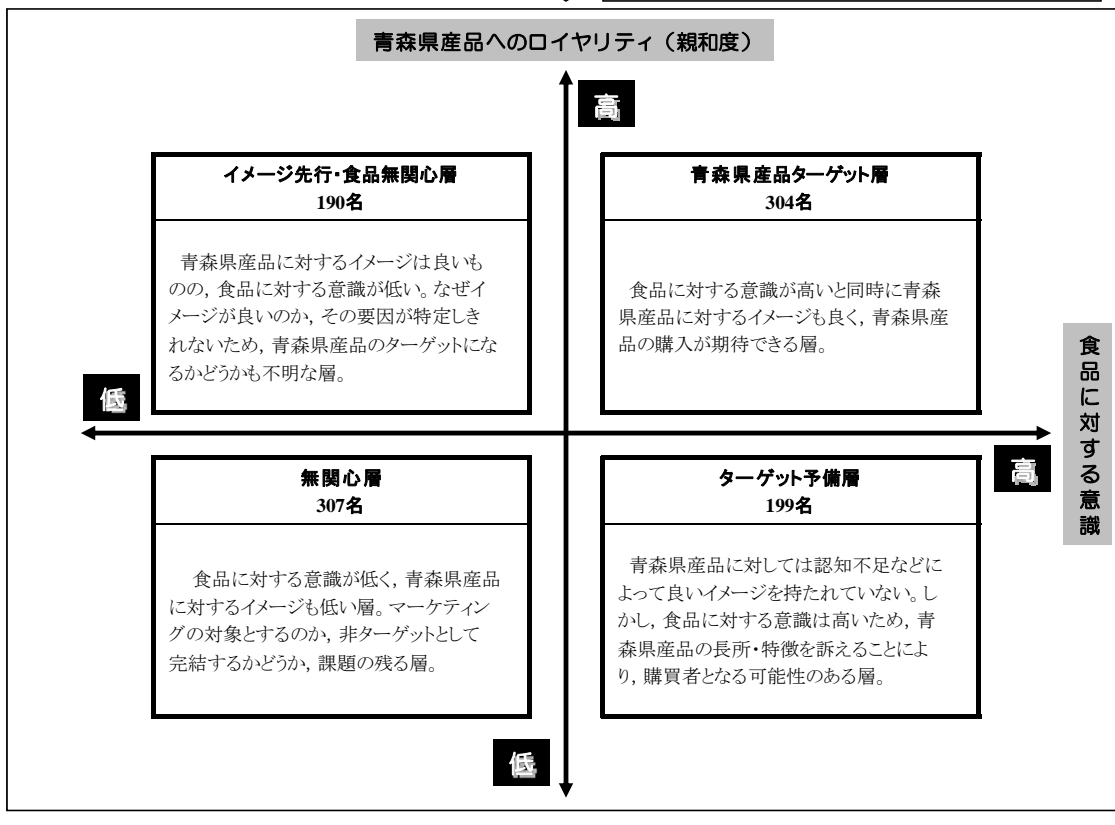 青森県産品へのロイヤリティ（親和度）
高
イメージ先行・食品無関心層
190名
青森県産品に対するイメージは良いも
のの，食品に対する意識が低い。なぜイ
メージが良いのか，その要因が特定しき
れないため，青森県産品のターゲットにな
るかどうかも不明な層。
青森県産品ターゲット層
304名
食品に対する意識が高いと同時に青森
県産品に対するイメージも良く，青森県産
品の購入が期待できる層。
低
高
食品に対する意識
無関心層
307名
食品に対する意識が低く，青森県産品
に対するイメージも低い層。マーケティン
グの対象とするのか，非ターゲットとして
完結するかどうか，課題の残る層。
ターゲット予備層
199名
青森県産品に対しては認知不足などに
よって良いイメージを持たれていない。し
かし，食品に対する意識は高いため，青
森県産品の長所・特徴を訴えることによ
り，購買者となる可能性のある層。
低